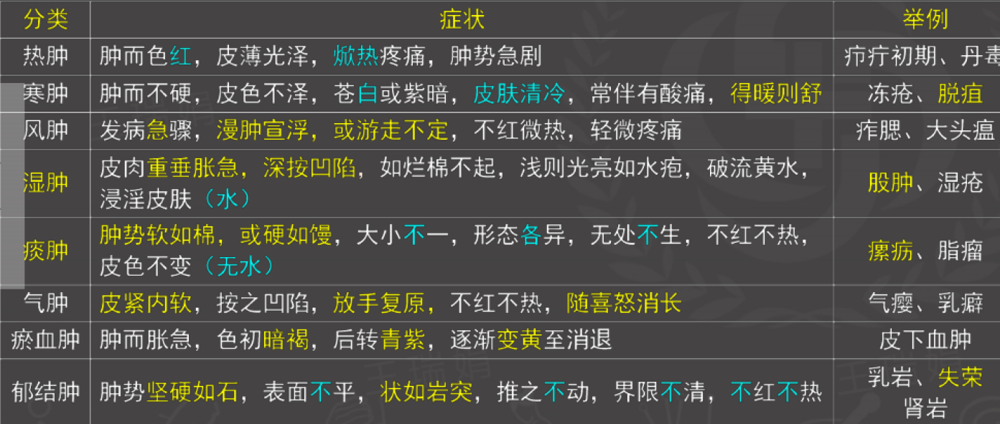 分类 症状 举例
热肿 肿而色红，皮薄光泽，焮热疼痛，肿势急剧 疖疔初期、丹毒
寒肿 肿而不硬，皮色不泽，苍白或紫暗，皮肤清冷，常伴有酸痛，得暖则舒 冻疮、脱疽
风肿 发病急骤，漫肿宣浮，或游走不定，不红微热，轻微疼痛 痄腮、大头瘟
湿肿 皮肉重垂胀急，深按凹陷，如烂棉不起，浅则光亮如水疱，破流黄水，
浸淫皮肤（水） 股肿、湿疮
痰肿 肿势软如棉，或硬如馒，大小不一，形态各异，无处不生，不红不热，
皮色不变（无水） 瘰疬、脂瘤
气肿 皮紧内软，按之凹陷，放手复原，不红不热，随喜怒消长 气瘿、乳癖
瘀血肿 肿而胀急，色初暗褐，后转青紫，逐渐变黄至消退 皮下血肿
郁结肿 肿势坚硬如石，表面不平，状如岩突，推之不动，界限不清，不红不热 乳岩、失荣
肾岩
王瑞娟